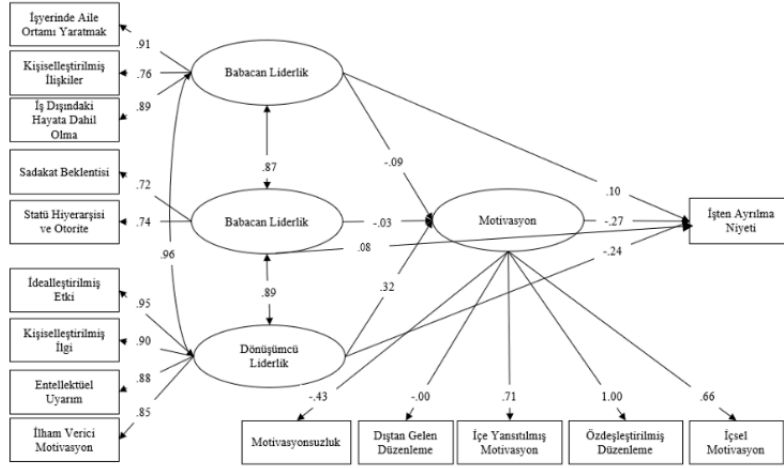 İşyerinde Aile
Ortamı Yaratmak
Kişiselleştirilmiş
İlişkiler
İş Dışındaki
Hayata Dahil
Olma
Sadakat Beklentisi
Statü Hiyerarşisi
ve Otorite
İdealleştirilmiş
Etki
Kişiselleştirilmiş
İlgi
Entellektüel
Uyarım
İlham Verici
Motivasyon
.91
.76
.89
.72
.74
.96
.95
.90
.88
.85
Babacan Liderlik
.87
Babacan Liderlik
.89
Dönüşümcü
Liderlik
-.09
-.03
.08
.32
Motivasyon
.10
-.27
-.24
İşten Ayrılma
Niyeti
-.43
-.00
.71
1.00
.66
Motivasyonsuzluk
Dıştan Gelen
Düzenleme
İçe Yansıtılmış
Motivasyon
Özdeşleştirilmiş
Düzenleme
İçsel
Motivasyon